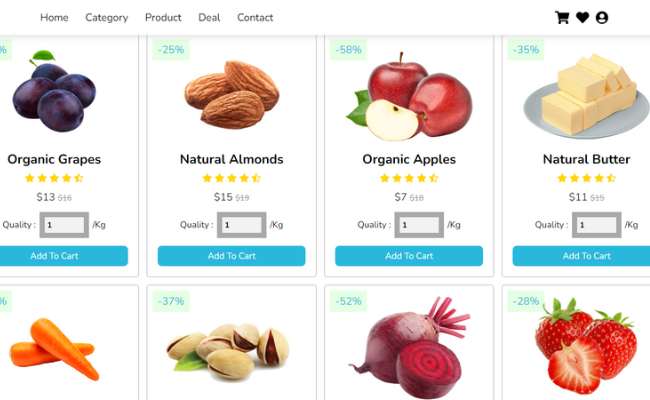 Home Category Product Deal Contact
% -25% -58% -35%
Organic Grapes Natural Almonds Organic Apples Natural Butter
$13 $16 $15 $19 $7 $18 $11 $15
Quality : 1 /Kg Quality : 1 /Kg Quality : 1 /Kg Quality : 1 /Kg
Add To Cart Add To Cart Add To Cart Add To Cart
% -37% -52% -28%